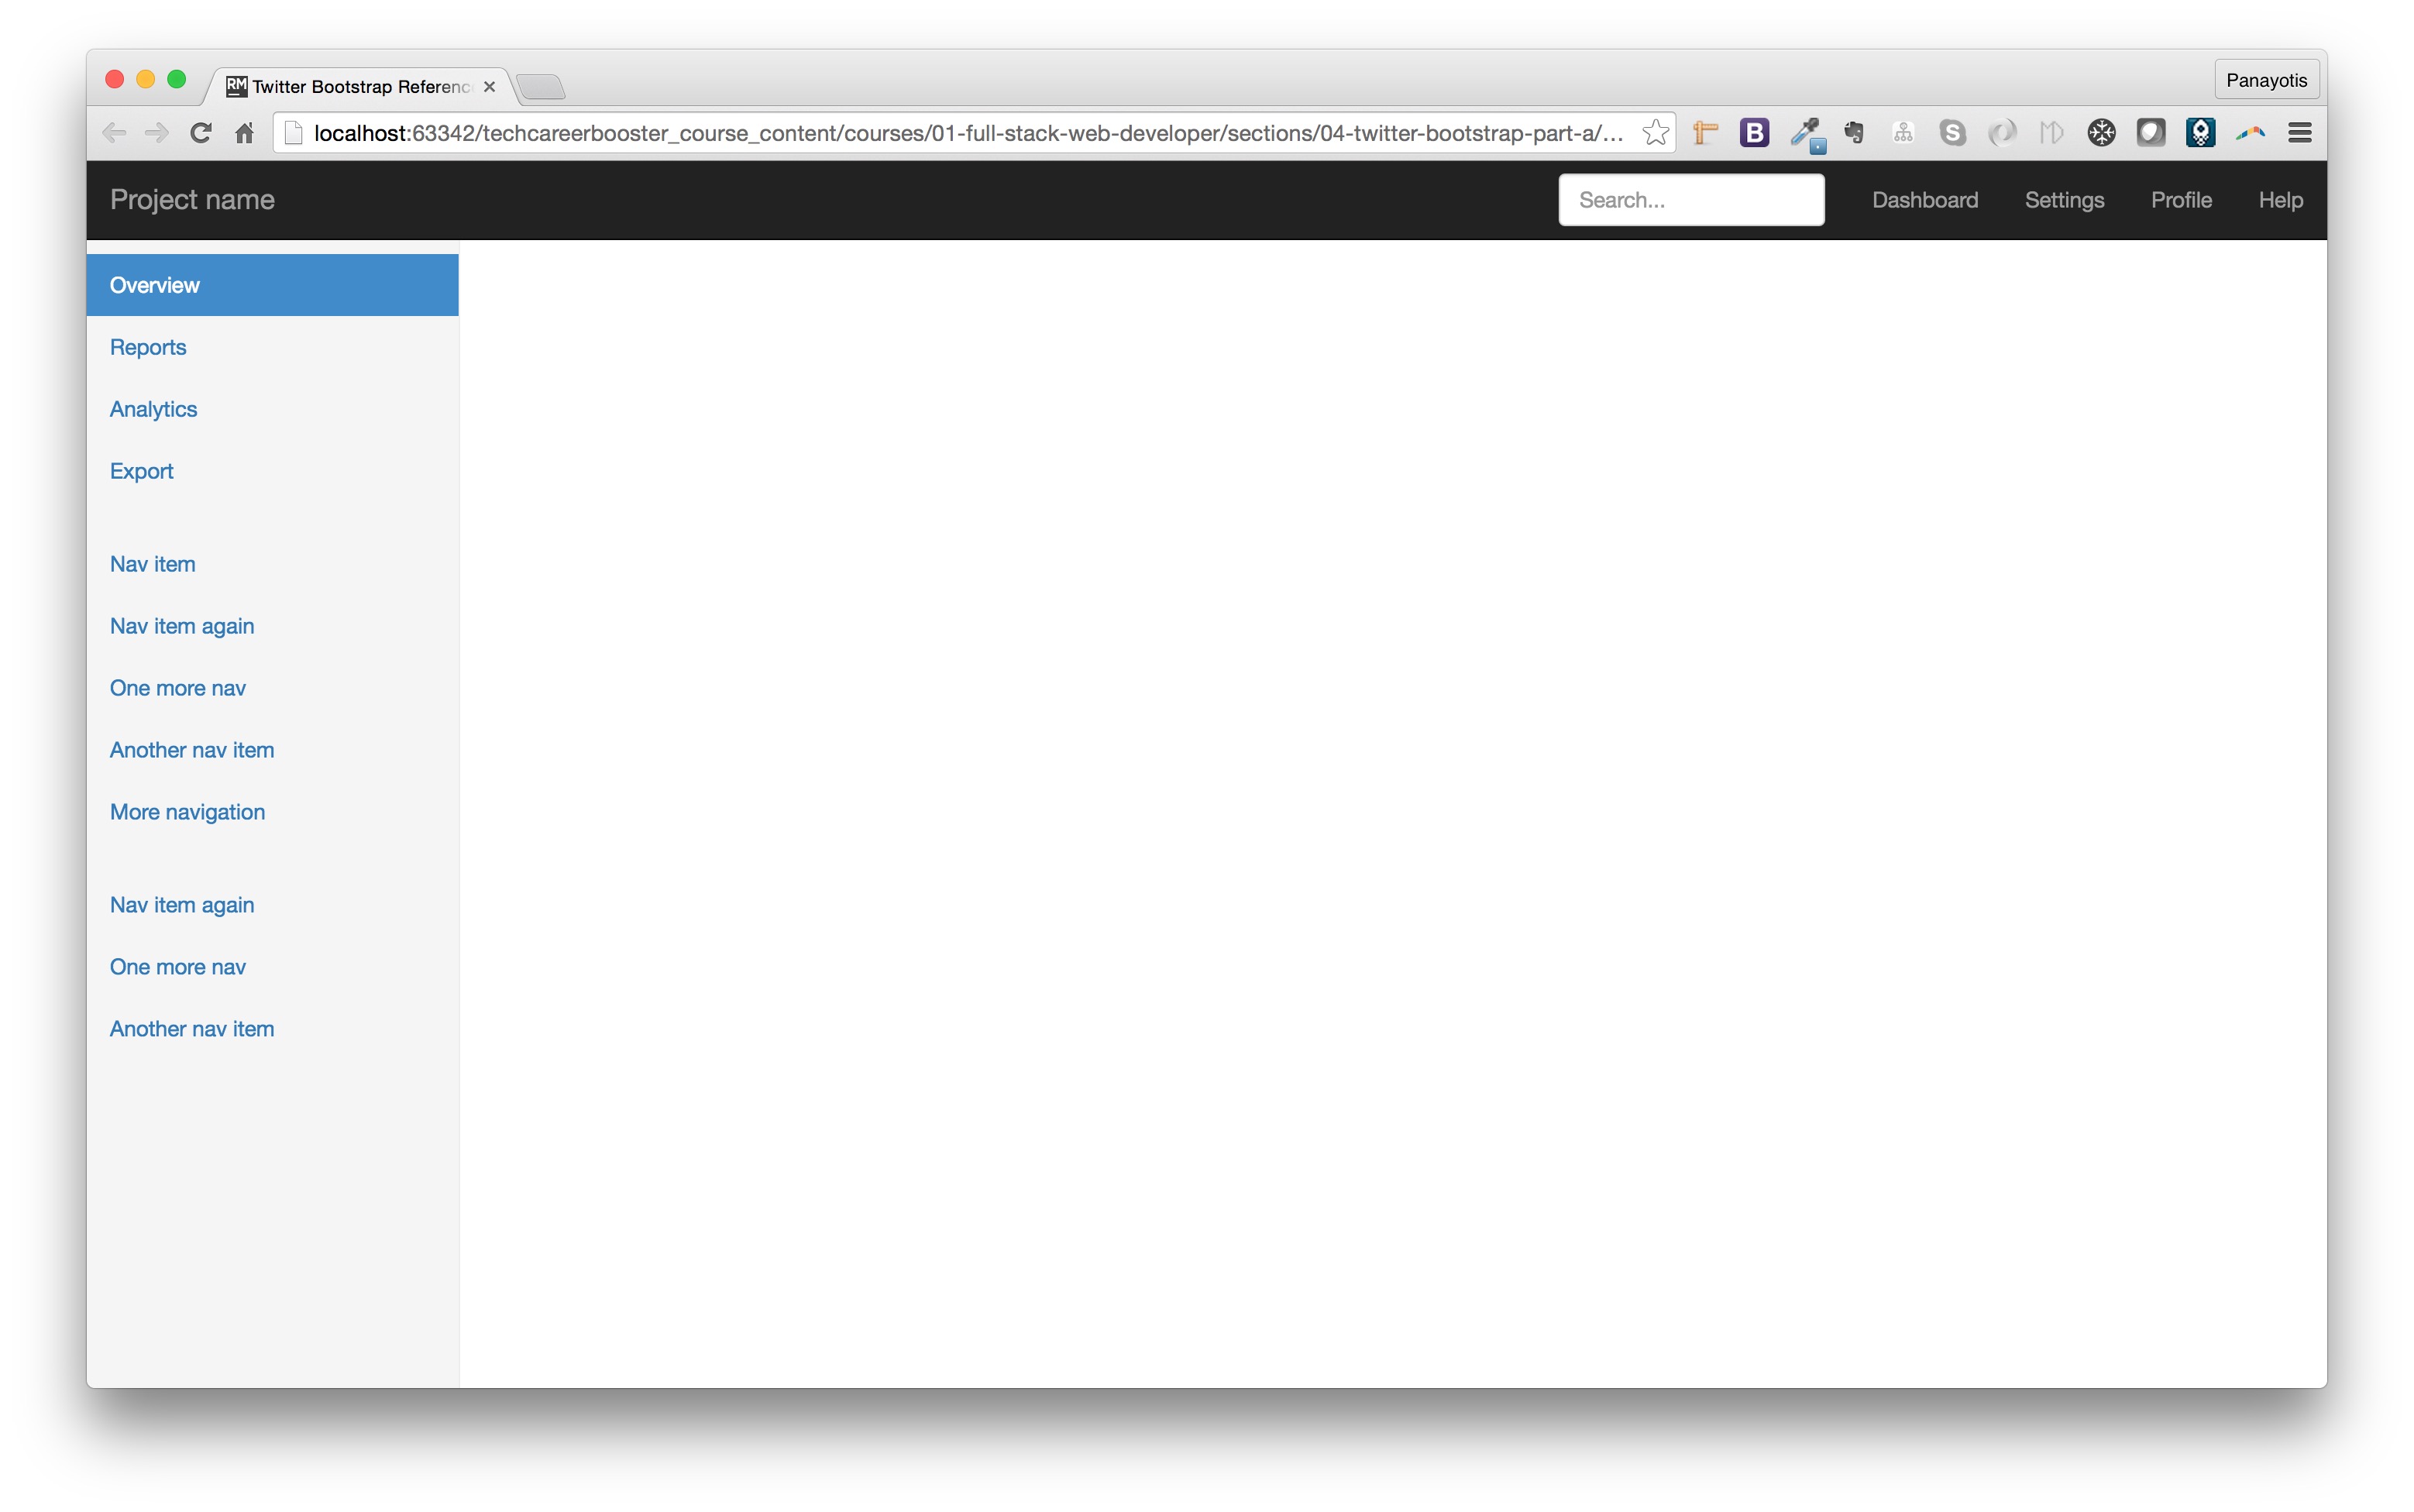 RM Twitter Bootstrap Referenc
Panayotis
localhost:63342/techcareerbooster_course_content/courses/01-full-stack-web-developer/sections/04-twitter-bootstrap-part-a/...
B
S
Project name
Search...
Dashboard
Settings
Profile
Help
Overview
Reports
Analytics
Export
Nav item
Nav item again
One more nav
Another nav item
More navigation
Nav item again
One more nav
Another nav item